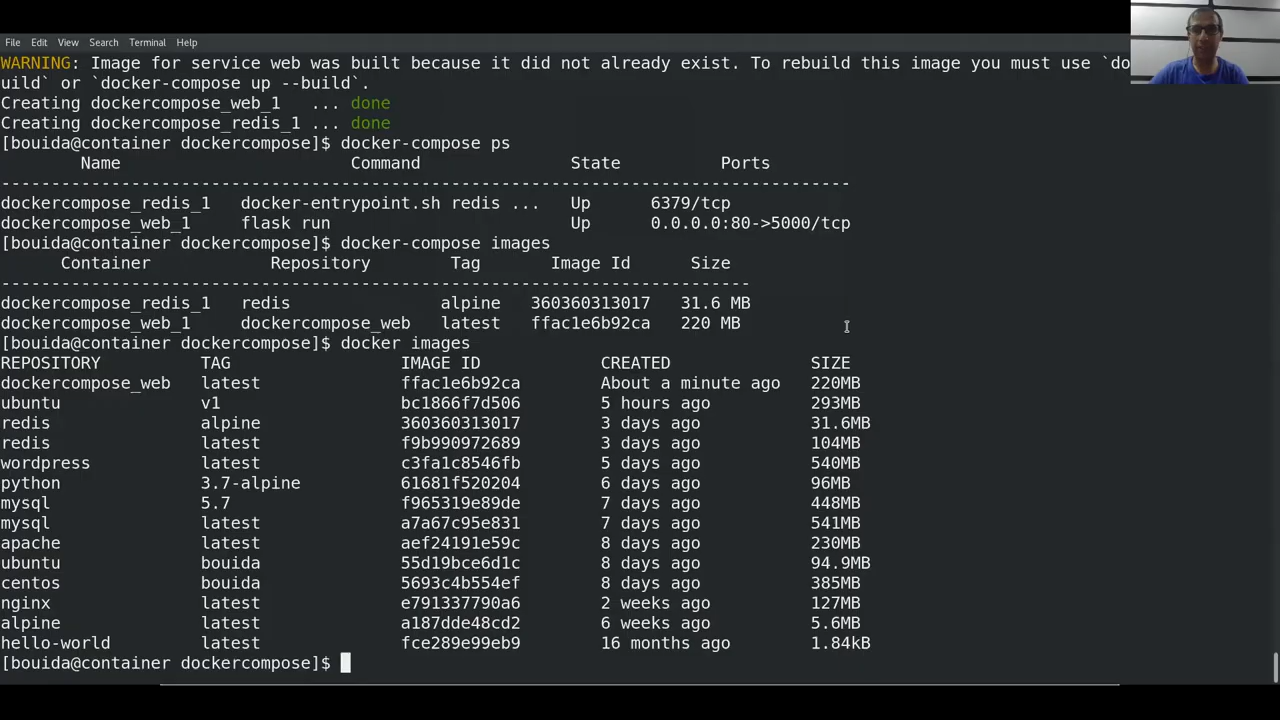 File Edit View Search Terminal Help
WARNING: Image for service web was built because it did not already exist. To rebuild this image you must use `do
uild` or `docker-compose up --build`.
Creating dockercompose_web_1   ... done
Creating dockercompose_redis_1 ... done
[bouida@container dockercompose]$ docker-compose ps
        Name                       Command               State          Ports
-------------------------------------------------------------------------------------
dockercompose_redis_1   docker-entrypoint.sh redis ...   Up      6379/tcp
dockercompose_web_1     flask run                        Up      0.0.0.0:80->5000/tcp
[bouida@container dockercompose]$ docker-compose images
      Container            Repository        Tag       Image Id      Size
---------------------------------------------------------------------------
dockercompose_redis_1   redis               alpine   360360313017   31.6 MB
dockercompose_web_1     dockercompose_web   latest   ffac1e6b92ca   220 MB
[bouida@container dockercompose]$ docker images
REPOSITORY          TAG                 IMAGE ID            CREATED              SIZE
dockercompose_web   latest              ffac1e6b92ca        About a minute ago   220MB
ubuntu              v1                  bc1866f7d506        5 hours ago          293MB
redis               alpine              360360313017        3 days ago           31.6MB
redis               latest              f9b990972689        3 days ago           104MB
wordpress           latest              c3fa1c8546fb        5 days ago           540MB
python              3.7-alpine          61681f520204        6 days ago           96MB
mysql               5.7                 f965319e89de        7 days ago           448MB
mysql               latest              a7a67c95e831        7 days ago           541MB
apache              latest              aef24191e59c        8 days ago           230MB
ubuntu              bouida              55d19bce6d1c        8 days ago           94.9MB
centos              bouida              5693c4b554ef        8 days ago           385MB
nginx               latest              e791337790a6        2 weeks ago          127MB
alpine              latest              a187dde48cd2        6 weeks ago          5.6MB
hello-world         latest              fce289e99eb9        16 months ago        1.84kB
[bouida@container dockercompose]$